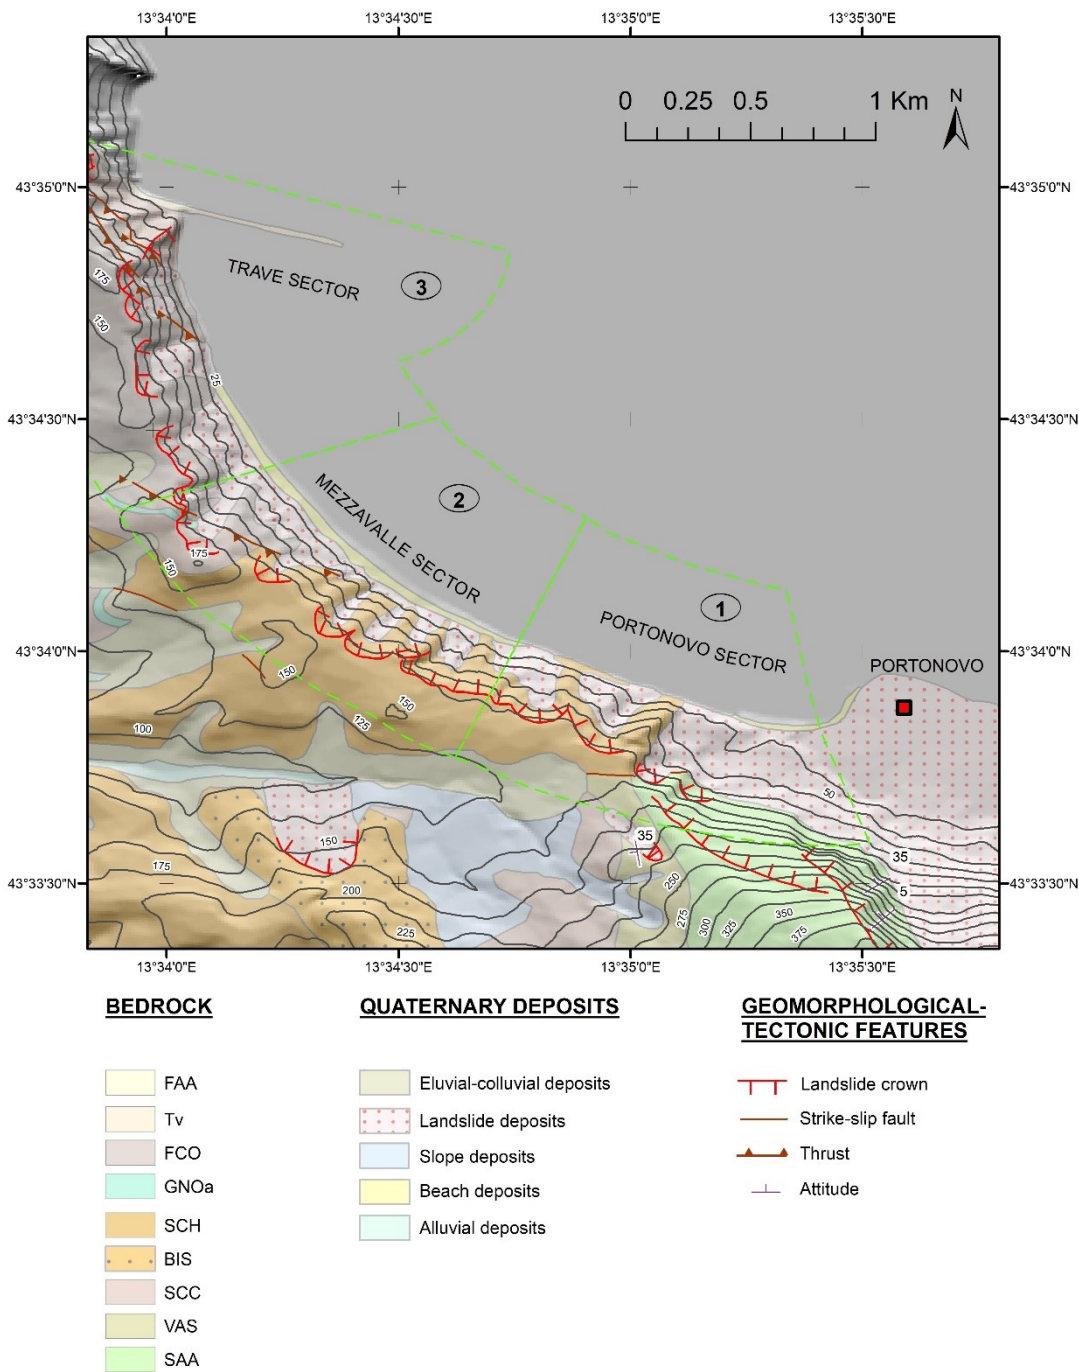 13°34'0"E 13°34'30"E 13°35'0"E 13°35'30"E
0 0.25 0.5 1 Km
N
43°35'0"N 43°35'0"N
TRAVE SECTOR
3
175
150
25
43°34'30"N 43°34'30"N
MEZZAVALLE SECTOR
2
175
150
1
PORTONOVO SECTOR
43°34'0"N 43°34'0"N
PORTONOVO
150
150
125
100
50
150
35
35
175
250
5
43°33'30"N 43°33'30"N
200
275
300
325
350
375
225
13°34'0"E 13°34'30"E 13°35'0"E 13°35'30"E
BEDROCK
FAA
Tv
FCO
GNOa
SCH
BIS
SCC
VAS
SAA
QUATERNARY DEPOSITS
Eluvial-colluvial deposits
Landslide deposits
Slope deposits
Beach deposits
Alluvial deposits
GEOMORPHOLOGICAL-
TECTONIC FEATURES
Landslide crown
Strike-slip fault
Thrust
Attitude